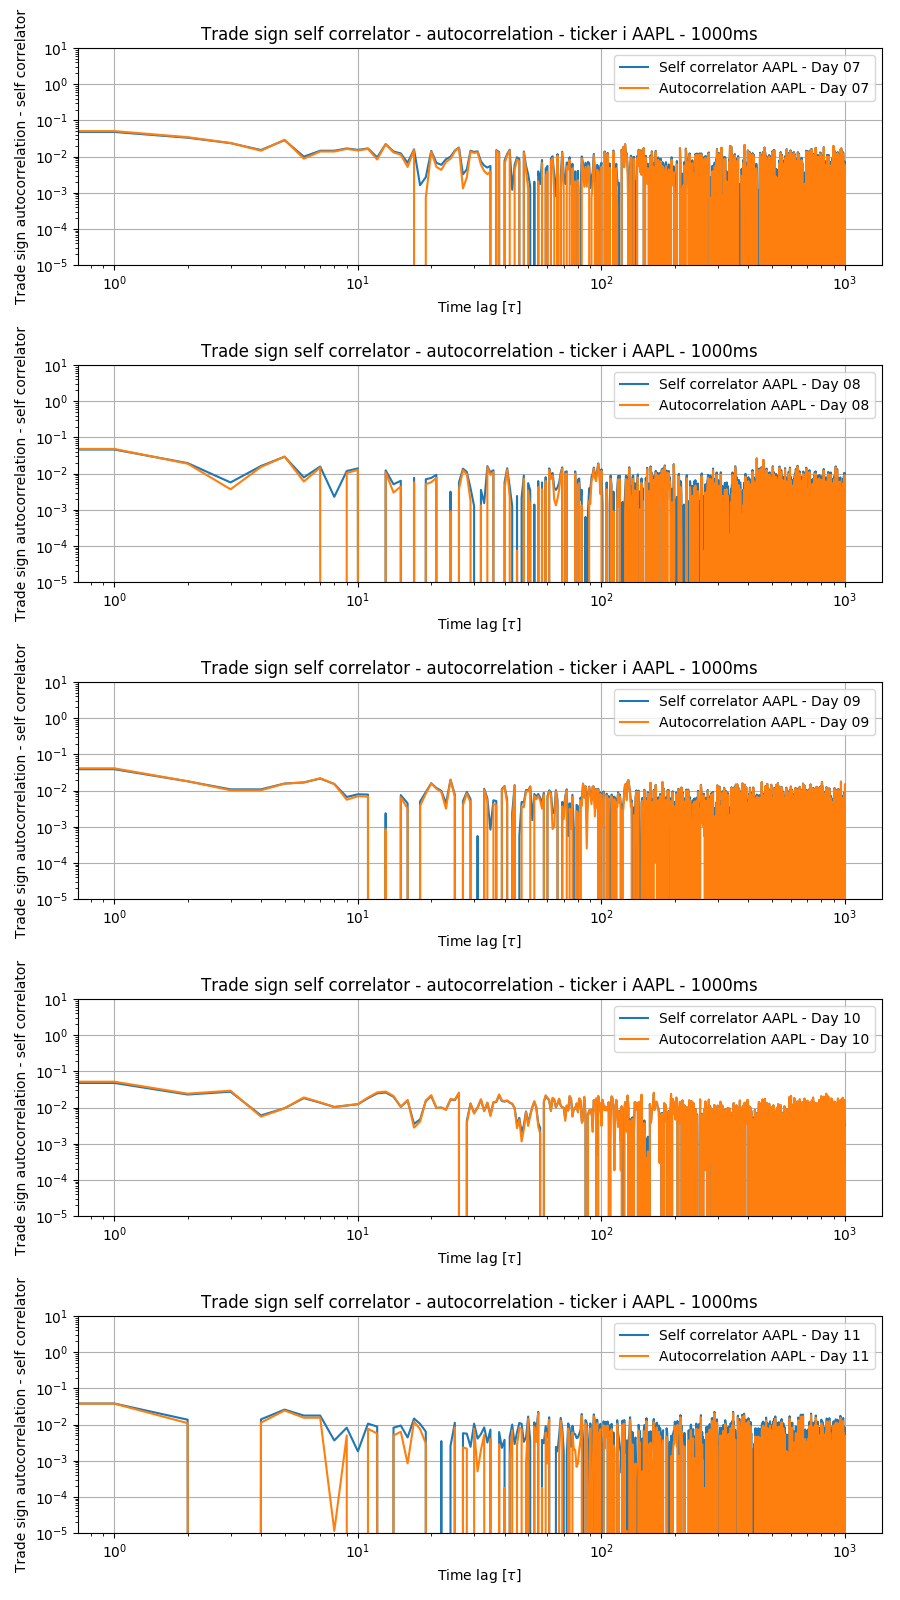 Trade sign self correlator - autocorrelation - ticker i AAPL - 1000ms
Trade sign autocorrelation - self correlator
10¹
10⁰
10⁻¹
10⁻²
10⁻³
10⁻⁴
10⁻⁵
Self correlator AAPL - Day 07
Autocorrelation AAPL - Day 07
10⁰ 10¹ 10² 10³
Time lag [τ]
Trade sign self correlator - autocorrelation - ticker i AAPL - 1000ms
Trade sign autocorrelation - self correlator
10¹
10⁰
10⁻¹
10⁻²
10⁻³
10⁻⁴
10⁻⁵
Self correlator AAPL - Day 08
Autocorrelation AAPL - Day 08
10⁰ 10¹ 10² 10³
Time lag [τ]
Trade sign self correlator - autocorrelation - ticker i AAPL - 1000ms
Trade sign autocorrelation - self correlator
10¹
10⁰
10⁻¹
10⁻²
10⁻³
10⁻⁴
10⁻⁵
Self correlator AAPL - Day 09
Autocorrelation AAPL - Day 09
10⁰ 10¹ 10² 10³
Time lag [τ]
Trade sign self correlator - autocorrelation - ticker i AAPL - 1000ms
Trade sign autocorrelation - self correlator
10¹
10⁰
10⁻¹
10⁻²
10⁻³
10⁻⁴
10⁻⁵
Self correlator AAPL - Day 10
Autocorrelation AAPL - Day 10
10⁰ 10¹ 10² 10³
Time lag [τ]
Trade sign self correlator - autocorrelation - ticker i AAPL - 1000ms
Trade sign autocorrelation - self correlator
10¹
10⁰
10⁻¹
10⁻²
10⁻³
10⁻⁴
10⁻⁵
Self correlator AAPL - Day 11
Autocorrelation AAPL - Day 11
10⁰ 10¹ 10² 10³
Time lag [τ]